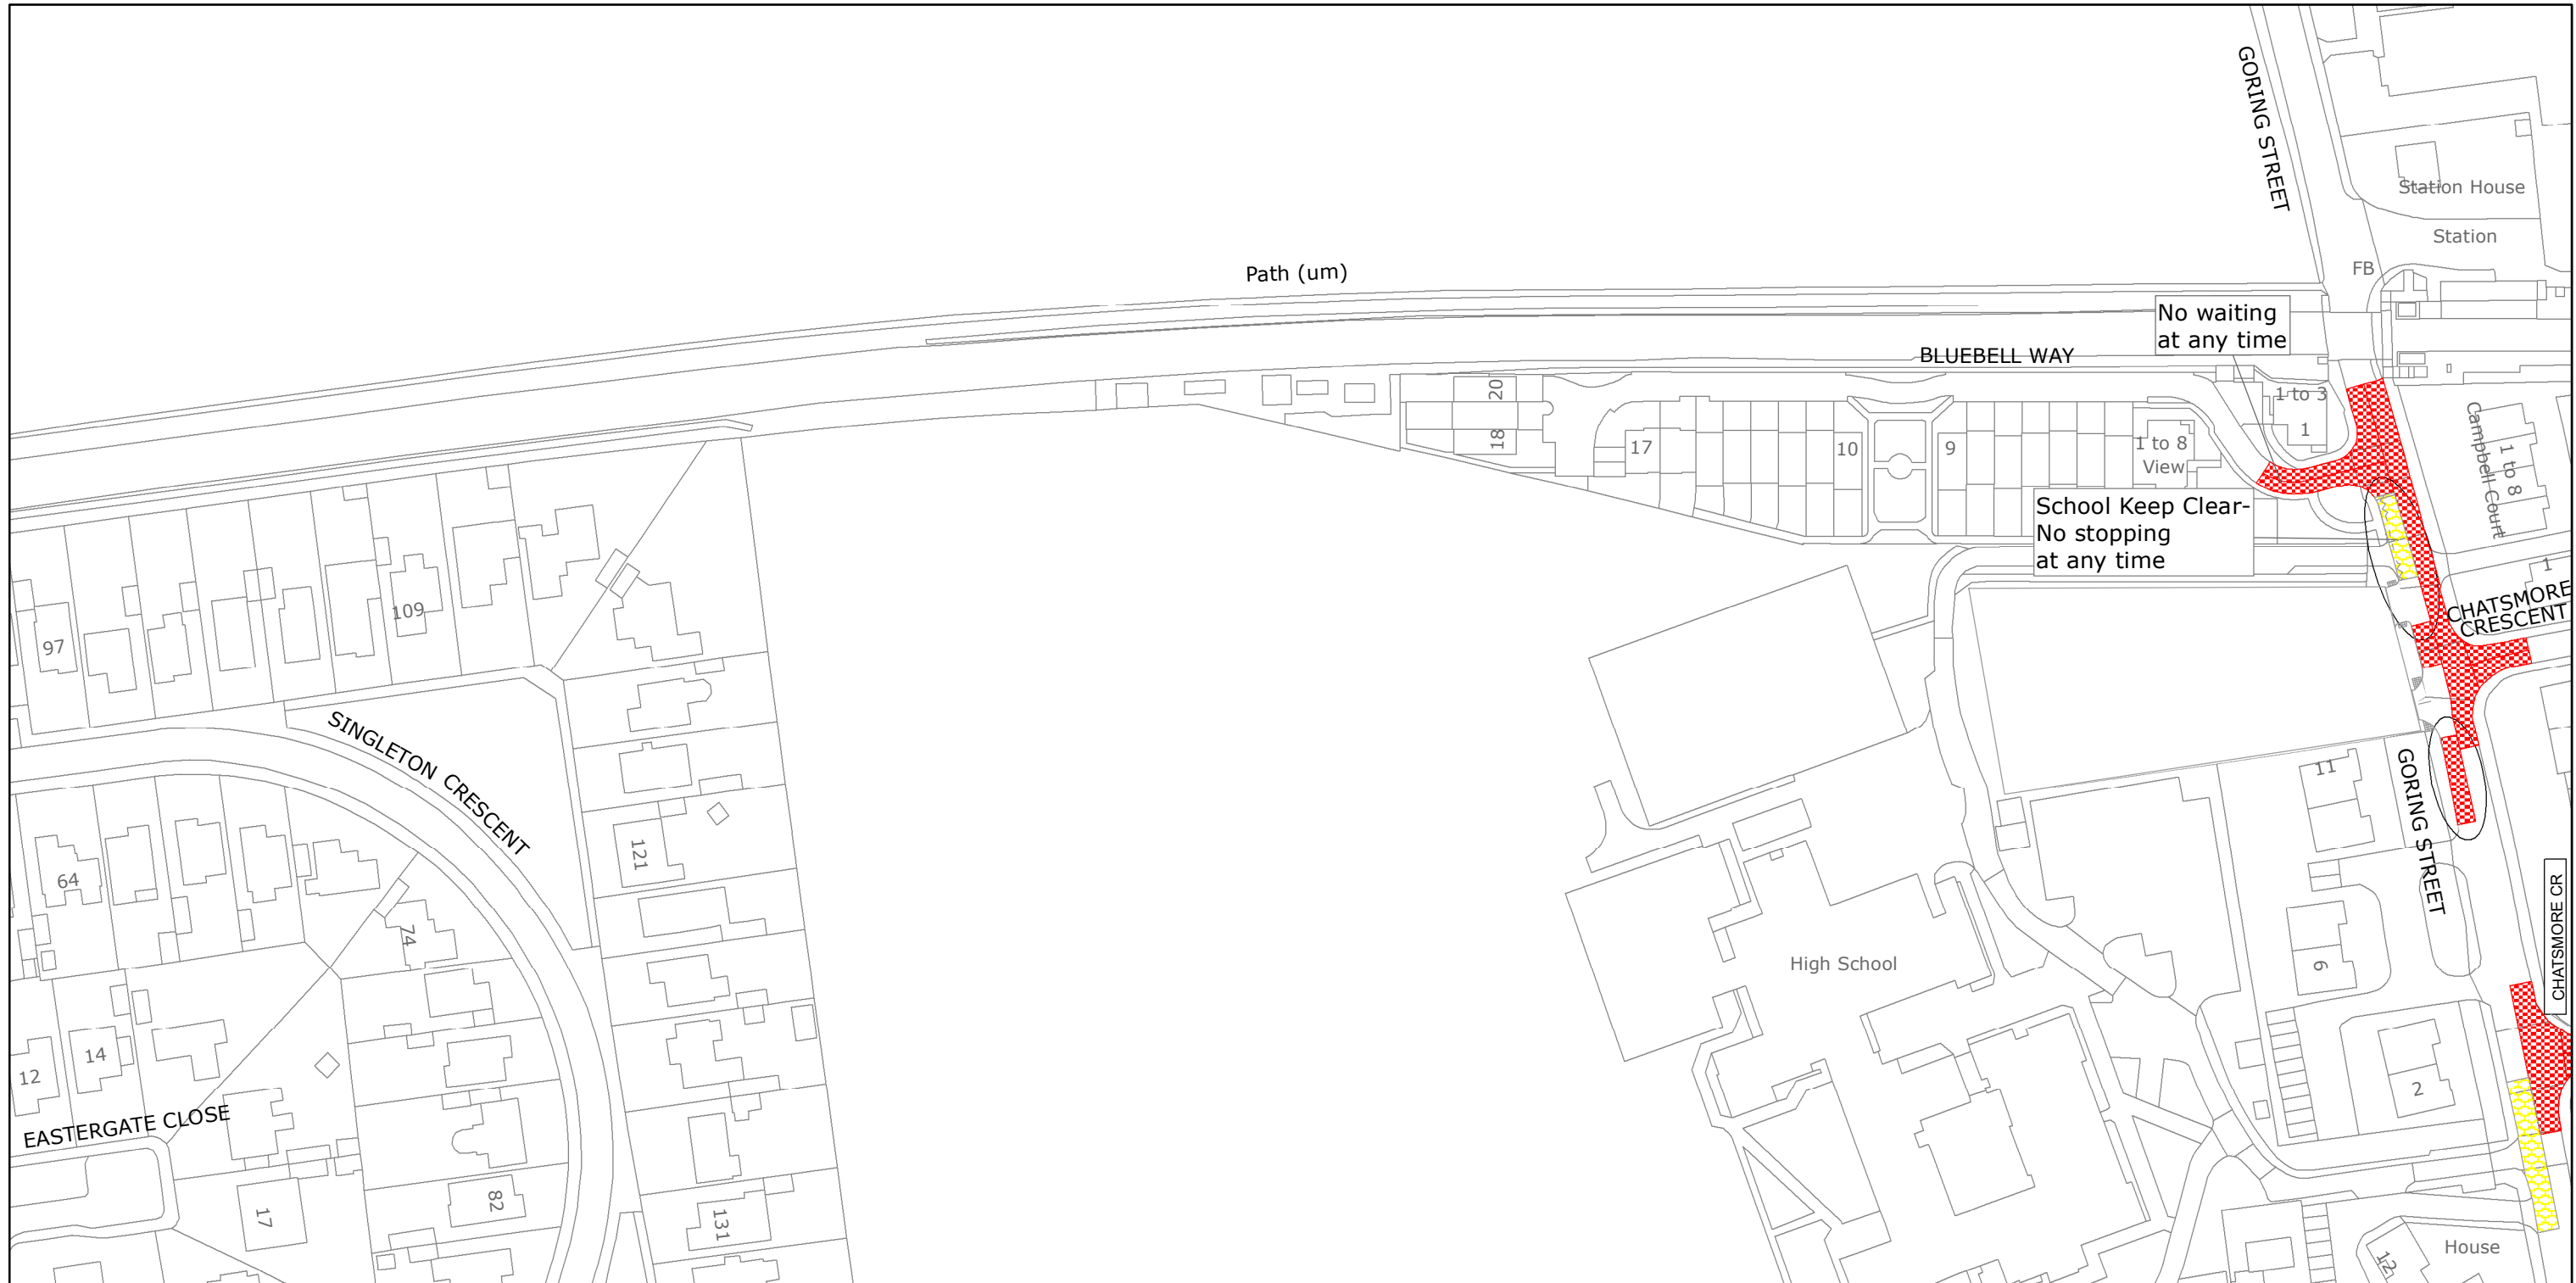 GORING STREET
Station House
Station
FB
Path (um)
No waiting
at any time
BLUEBELL WAY
1 to 3
1
20
18
17
10
9
1 to 8
View
Campbell Court
1 to 8
School Keep Clear-
No stopping
at any time
1
CHATSMORE
CRESCENT
97
109
SINGLETON CRESCENT
121
64
74
11
GORING STREET
CHATSMORE CR
High School
6
14
12
2
EASTERGATE CLOSE
17
82
131
12
House